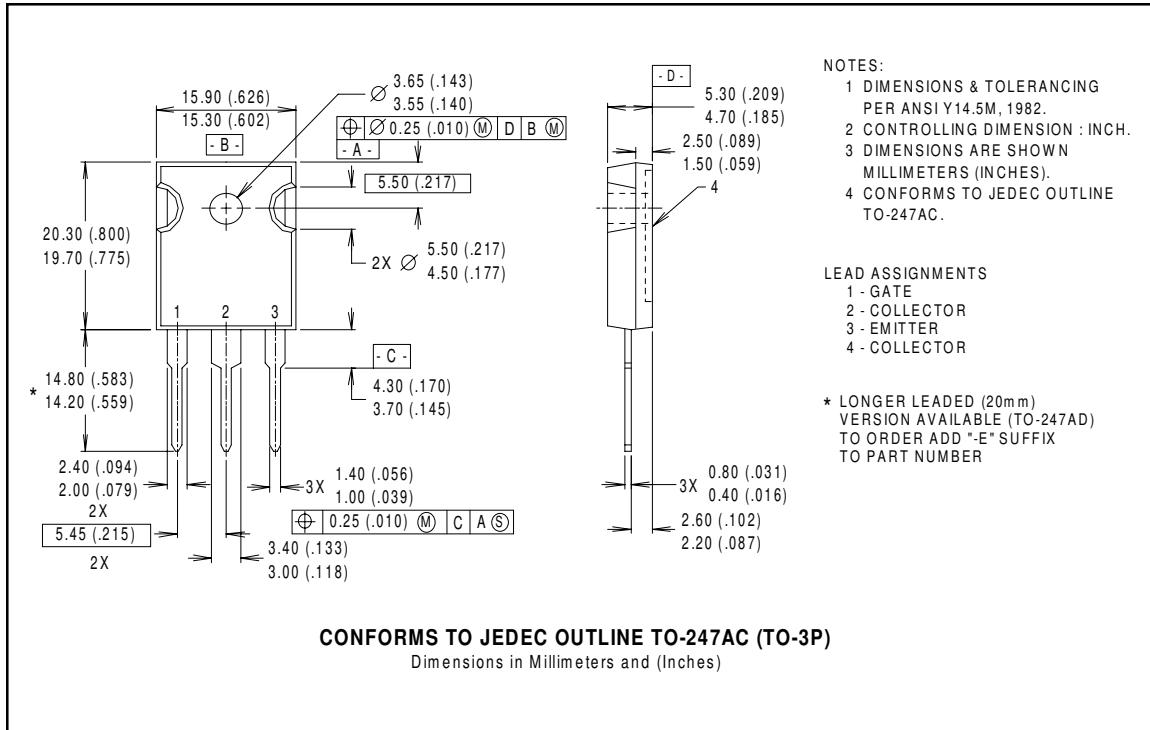 15.90 (.626)
15.30 (.602)
- B -
Ø 3.65 (.143)
3.55 (.140)
⌖ Ø 0.25 (.010) Ⓜ D B Ⓜ
- A -
5.50 (.217)
20.30 (.800)
19.70 (.775)
2X Ø 5.50 (.217)
4.50 (.177)
1 2 3
- C -
* 14.80 (.583)
14.20 (.559)
4.30 (.170)
3.70 (.145)
2.40 (.094)
2.00 (.079)
2X
5.45 (.215)
2X
3X 1.40 (.056)
1.00 (.039)
⌖ 0.25 (.010) Ⓜ C A Ⓢ
3.40 (.133)
3.00 (.118)
- D -
5.30 (.209)
4.70 (.185)
2.50 (.089)
1.50 (.059)
4
3X 0.80 (.031)
0.40 (.016)
2.60 (.102)
2.20 (.087)
NOTES:
1 DIMENSIONS & TOLERANCING
PER ANSI Y14.5M, 1982.
2 CONTROLLING DIMENSION : INCH.
3 DIMENSIONS ARE SHOWN
MILLIMETERS (INCHES).
4 CONFORMS TO JEDEC OUTLINE
TO-247AC.
LEAD ASSIGNMENTS
1 - GATE
2 - COLLECTOR
3 - EMITTER
4 - COLLECTOR
* LONGER LEADED (20mm)
VERSION AVAILABLE (TO-247AD)
TO ORDER ADD "-E" SUFFIX
TO PART NUMBER
CONFORMS TO JEDEC OUTLINE TO-247AC (TO-3P)
Dimensions in Millimeters and (Inches)